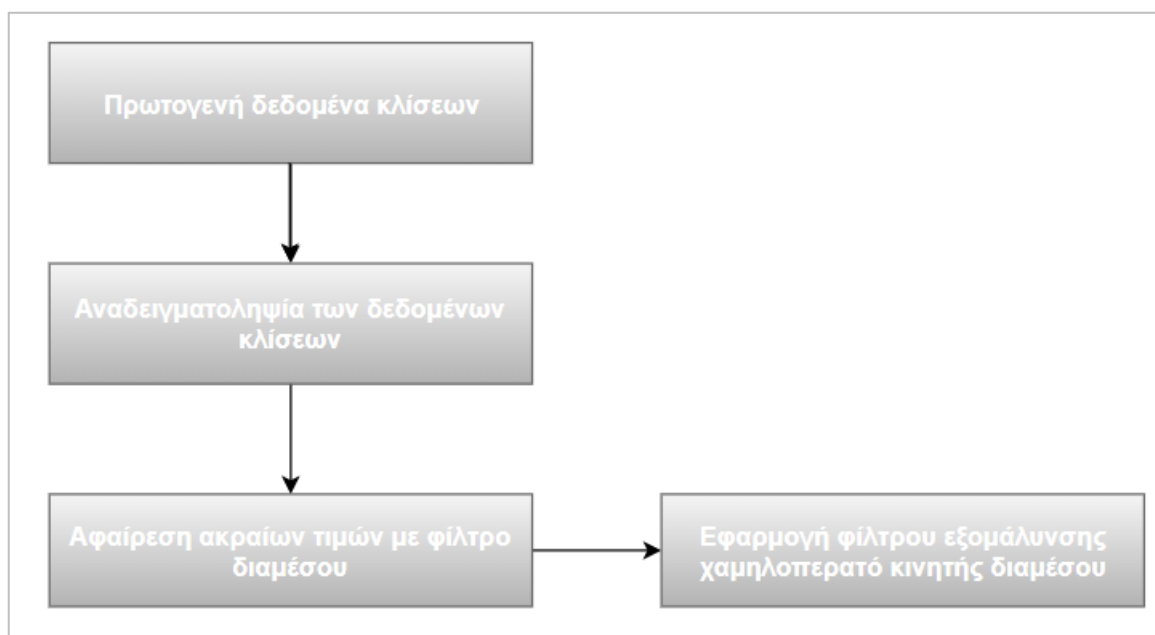 Πρωτογενή δεδομένα κλίσεων
Αναδειγματοληψία των δεδομένων
κλίσεων
Αφαίρεση ακραίων τιμών με φίλτρο
διαμέσου
Εφαρμογή φίλτρου εξομάλυνσης
χαμηλοπερατό κινητής διαμέσου